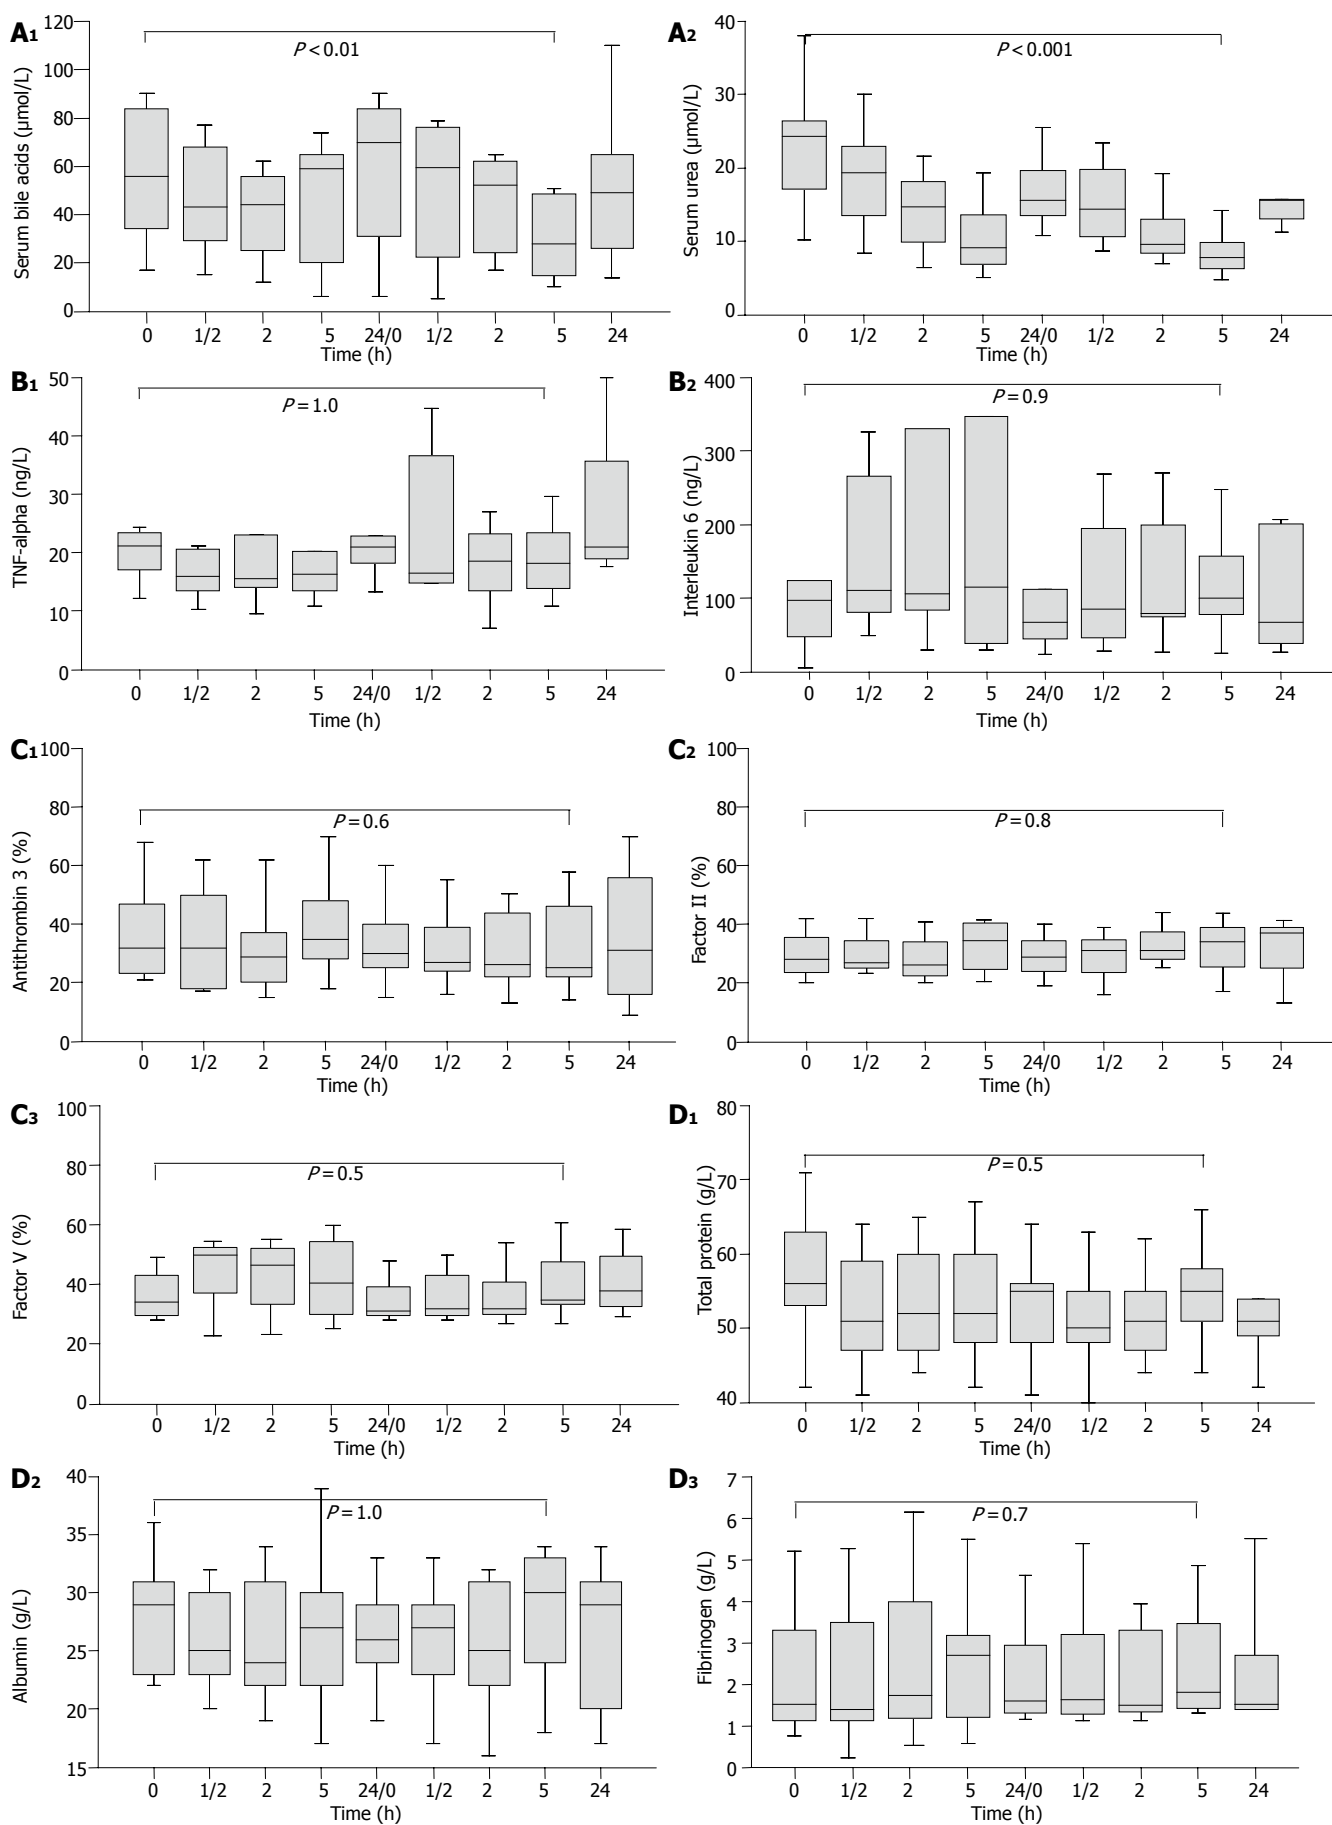 A1
Serum bile acids (µmol/L)
120
100
80
60
40
20
0
P < 0.01
0 1/2 2 5 24/0 1/2 2 5 24
Time (h)
A2
Serum urea (µmol/L)
40
30
20
10
0
P < 0.001
0 1/2 2 5 24/0 1/2 2 5 24
Time (h)
B1
TNF-alpha (ng/L)
50
40
30
20
10
0
P = 1.0
0 1/2 2 5 24/0 1/2 2 5 24
Time (h)
B2
Interleukin 6 (ng/L)
400
300
200
100
0
P = 0.9
0 1/2 2 5 24/0 1/2 2 5 24
Time (h)
C1
Antithrombin 3 (%)
100
80
60
40
20
0
P = 0.6
0 1/2 2 5 24/0 1/2 2 5 24
Time (h)
C2
Factor II (%)
100
80
60
40
20
0
P = 0.8
0 1/2 2 5 24/0 1/2 2 5 24
Time (h)
C3
Factor V (%)
100
80
60
40
20
0
P = 0.5
0 1/2 2 5 24/0 1/2 2 5 24
Time (h)
D1
Total protein (g/L)
80
70
60
50
40
P = 0.5
0 1/2 2 5 24/0 1/2 2 5 24
Time (h)
D2
Albumin (g/L)
40
35
30
25
20
15
P = 1.0
0 1/2 2 5 24/0 1/2 2 5 24
Time (h)
D3
Fibrinogen (g/L)
7
6
5
4
3
2
1
0
P = 0.7
0 1/2 2 5 24/0 1/2 2 5 24
Time (h)